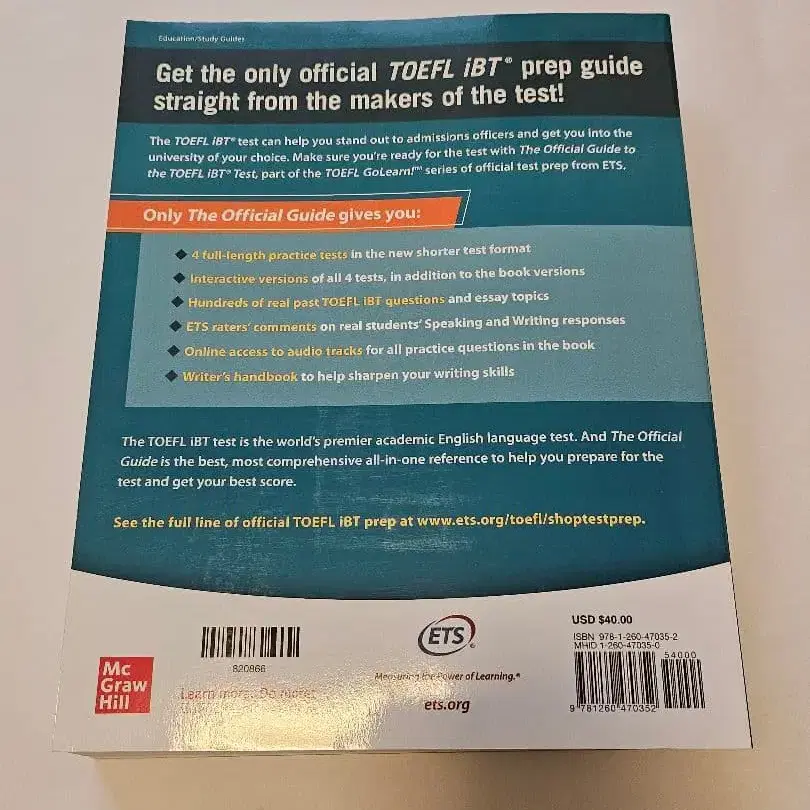 Education/Study Guides
Get the only official TOEFL iBT® prep guide
straight from the makers of the test!
The TOEFL iBT® test can help you stand out to admissions officers and get you into the
university of your choice. Make sure you're ready for the test with The Official Guide to
the TOEFL iBT® Test, part of the TOEFL GoLearn!™ series of official test prep from ETS.
Only The Official Guide gives you:
◆ 4 full-length practice tests in the new shorter test format
◆ Interactive versions of all 4 tests, in addition to the book versions
◆ Hundreds of real past TOEFL iBT questions and essay topics
◆ ETS raters' comments on real students' Speaking and Writing responses
◆ Online access to audio tracks for all practice questions in the book
◆ Writer's handbook to help sharpen your writing skills
The TOEFL iBT test is the world's premier academic English language test. And The Official
Guide is the best, most comprehensive all-in-one reference to help you prepare for the
test and get your best score.
See the full line of official TOEFL iBT prep at www.ets.org/toefl/shoptestprep.
Mc
Graw
Hill
820866
Learn more. Do more.
ETS®
Measuring the Power of Learning.®
ets.org
USD $40.00
ISBN 978-1-260-47035-2
MHID 1-260-47035-0
54000
9 781260 470352